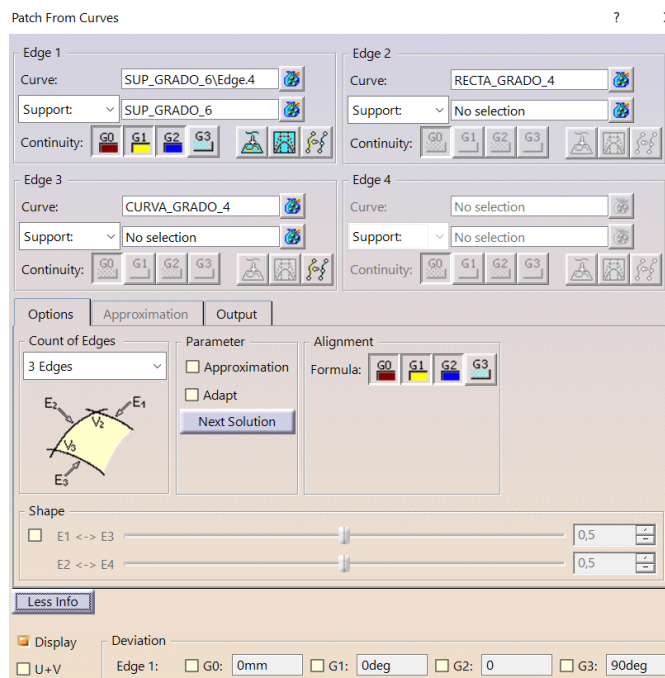 Patch From Curves ?
Edge 1
Curve: SUP_GRADO_6\Edge.4
Support: SUP_GRADO_6
Continuity: G0 G1 G2 G3
Edge 2
Curve: RECTA_GRADO_4
Support: No selection
Continuity: G0 G1 G2 G3
Edge 3
Curve: CURVA_GRADO_4
Support: No selection
Continuity: G0 G1 G2 G3
Edge 4
Curve: No selection
Support: No selection
Continuity: G0 G1 G2 G3
Options Approximation Output
Count of Edges
3 Edges
E2 E1
V2
V3
E3
Parameter
Approximation
Adapt
Next Solution
Alignment
Formula: G0 G1 G2 G3
Shape
E1 <-> E3 0,5
E2 <-> E4 0,5
Less Info
Display
U+V
Deviation
Edge 1: G0: 0mm G1: 0deg G2: 0 G3: 90deg